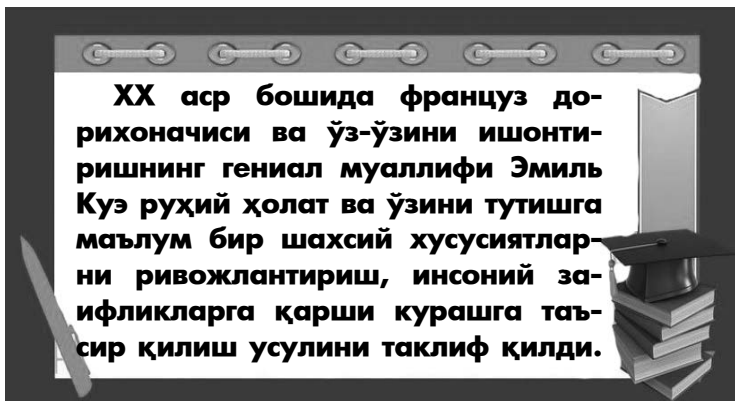 XX аср бошида француз до-
рихоначиси ва ўз-ўзини ишонти-
ришнинг гениал муаллифи Эмиль
Куэ руҳий ҳолат ва ўзини тутишга
маълум бир шахсий хусусиятлар-
ни ривожлантириш, инсоний за-
ифликларга қарши курашга таъ-
сир қилиш усулини таклиф қилди.